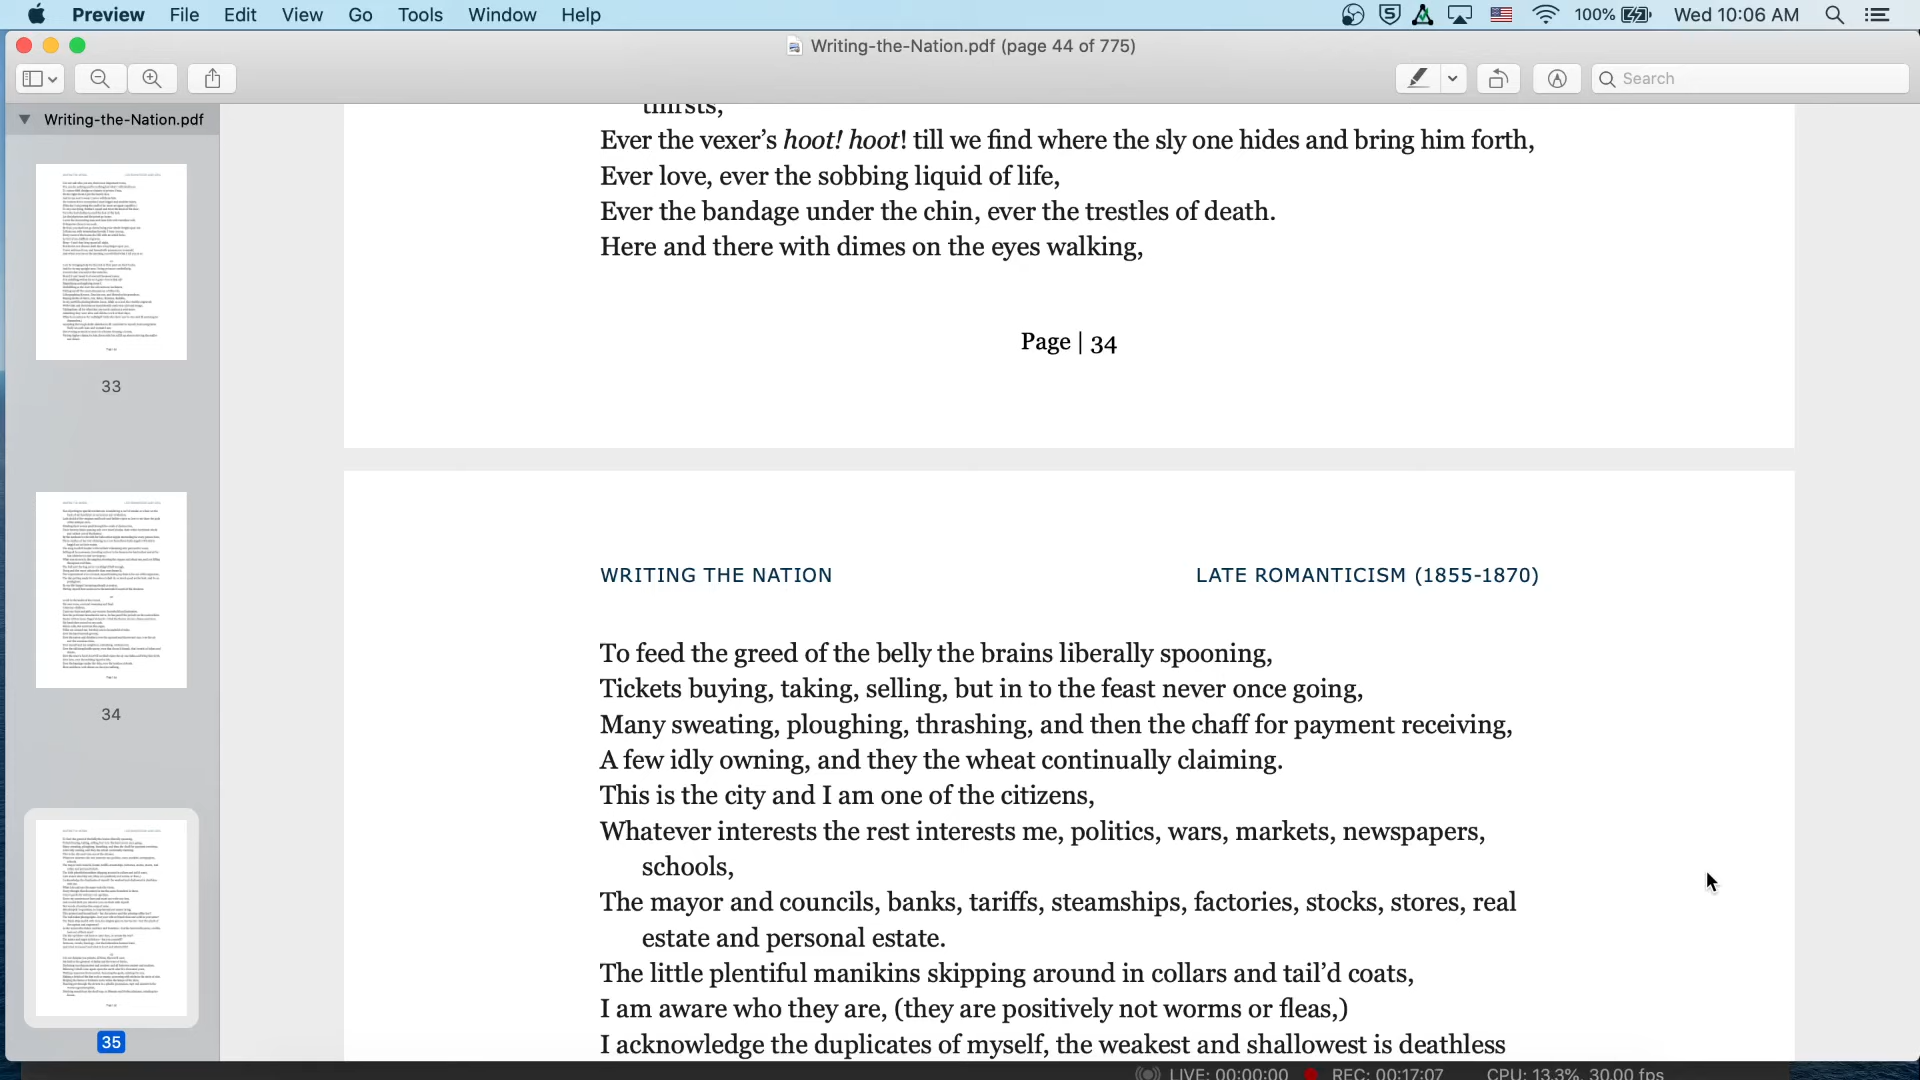 Preview File Edit View Go Tools Window Help 100% Wed 10:06 AM
Writing-the-Nation.pdf (page 44 of 775)
Search
Writing-the-Nation.pdf
33
34
35
thirsts,
Ever the vexer’s hoot! hoot! till we find where the sly one hides and bring him forth,
Ever love, ever the sobbing liquid of life,
Ever the bandage under the chin, ever the trestles of death.
Here and there with dimes on the eyes walking,
Page | 34
WRITING THE NATION LATE ROMANTICISM (1855-1870)
To feed the greed of the belly the brains liberally spooning,
Tickets buying, taking, selling, but in to the feast never once going,
Many sweating, ploughing, thrashing, and then the chaff for payment receiving,
A few idly owning, and they the wheat continually claiming.
This is the city and I am one of the citizens,
Whatever interests the rest interests me, politics, wars, markets, newspapers,
schools,
The mayor and councils, banks, tariffs, steamships, factories, stocks, stores, real
estate and personal estate.
The little plentiful manikins skipping around in collars and tail’d coats,
I am aware who they are, (they are positively not worms or fleas,)
I acknowledge the duplicates of myself, the weakest and shallowest is deathless
LIVE: 00:00:00 REC: 00:17:07 CPU: 13.3%, 30.00 fps